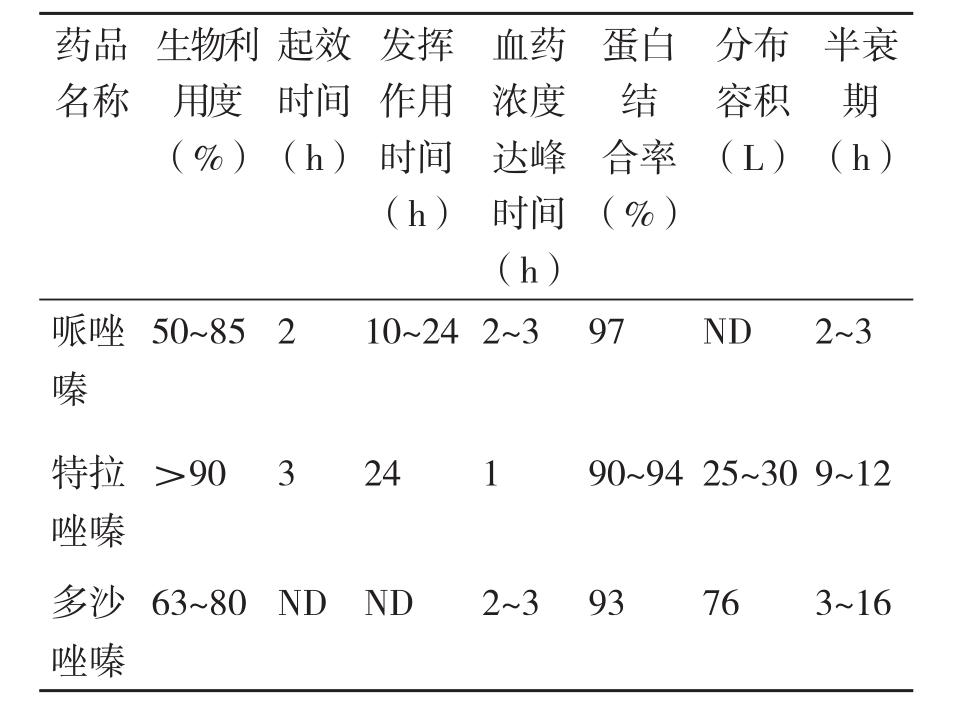 药品 生物利 起效 发挥 血药 蛋白 分布 半衰
名称 用度 时间 作用 浓度 结 容积 期
（%）（h） 时间 达峰 合率 （L）（h）
（h） 时间 （%）
（h）
哌唑 50~85 2 10~24 2~3 97 ND 2~3
嗪
特拉 >90 3 24 1 90~94 25~30 9~12
唑嗪
多沙 63~80 ND ND 2~3 93 76 3~16
唑嗪